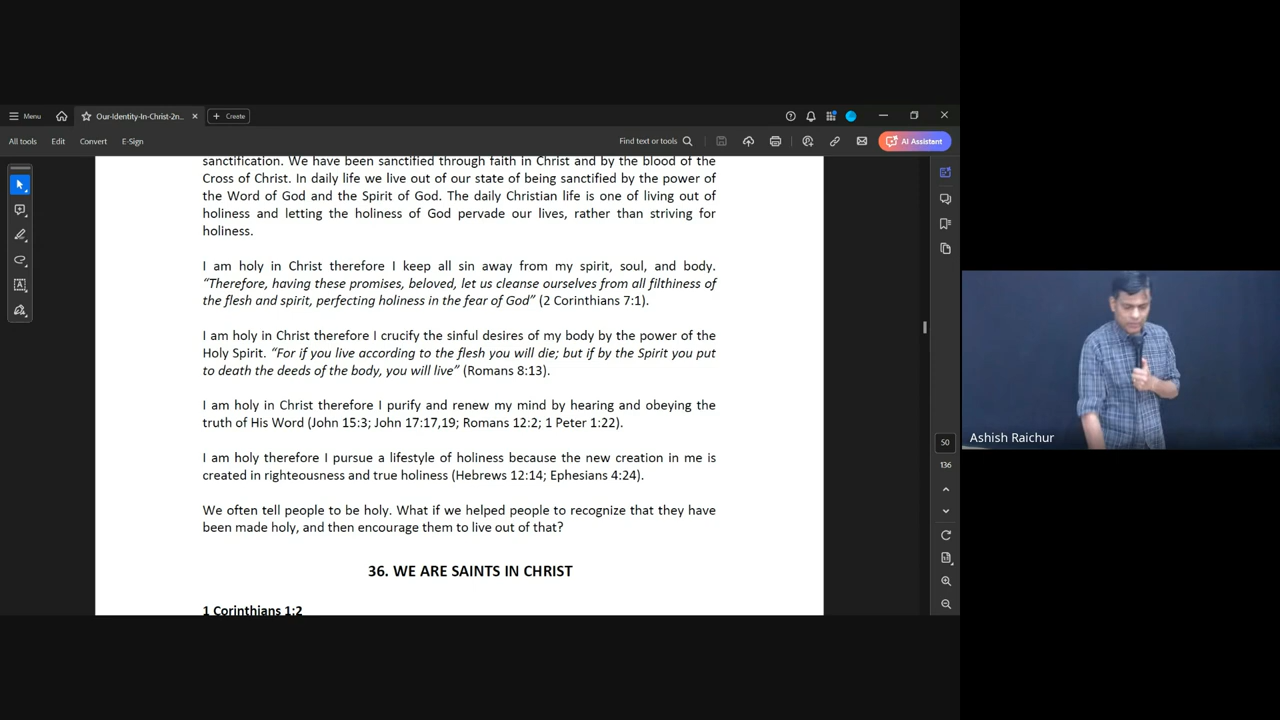 Menu
Our-Identity-In-Christ-2n...
Create
All tools
Edit
Convert
E-Sign
Find text or tools
AI Assistant
sanctification. We have been sanctified through faith in Christ and by the blood of the
Cross of Christ. In daily life we live out of our state of being sanctified by the power of
the Word of God and the Spirit of God. The daily Christian life is one of living out of
holiness and letting the holiness of God pervade our lives, rather than striving for
holiness.
I am holy in Christ therefore I keep all sin away from my spirit, soul, and body.
“Therefore, having these promises, beloved, let us cleanse ourselves from all filthiness of
the flesh and spirit, perfecting holiness in the fear of God” (2 Corinthians 7:1).
I am holy in Christ therefore I crucify the sinful desires of my body by the power of the
Holy Spirit. “For if you live according to the flesh you will die; but if by the Spirit you put
to death the deeds of the body, you will live” (Romans 8:13).
I am holy in Christ therefore I purify and renew my mind by hearing and obeying the
truth of His Word (John 15:3; John 17:17,19; Romans 12:2; 1 Peter 1:22).
I am holy therefore I pursue a lifestyle of holiness because the new creation in me is
created in righteousness and true holiness (Hebrews 12:14; Ephesians 4:24).
We often tell people to be holy. What if we helped people to recognize that they have
been made holy, and then encourage them to live out of that?
36. WE ARE SAINTS IN CHRIST
1 Corinthians 1:2
50
136
Ashish Raichur